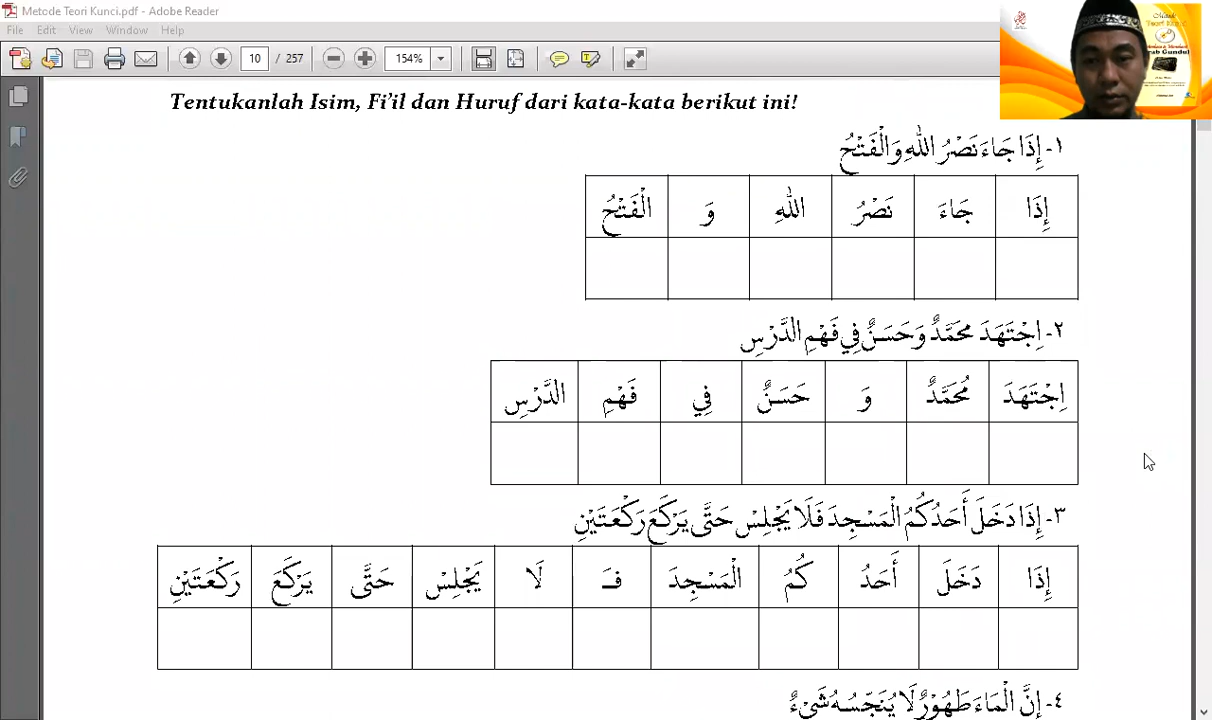 Metode Teori Kunci.pdf - Adobe Reader
File Edit View Window Help
10 / 257 154%
Metode
Tentukanlah Isim, Fi'il dan Huruf dari kata-kata berikut ini!
١- إِذَا جَاءَ نَصْرُ اللهِ وَالْفَتْحُ
إِذَا جَاءَ نَصْرُ اللهِ وَ الْفَتْحُ
٢- اِجْتَهَدَ مُحَمَّدٌ وَحَسَنٌ فِي فَهْمِ الدَّرْسِ
اِجْتَهَدَ مُحَمَّدٌ وَ حَسَنٌ فِي فَهْمِ الدَّرْسِ
٣- إِذَا دَخَلَ أَحَدُكُمُ الْمَسْجِدَ فَلَا يَجْلِسْ حَتَّى يَرْكَعَ رَكْعَتَيْنِ
إِذَا دَخَلَ أَحَدُ كُمُ الْمَسْجِدَ فَـ لَا يَجْلِسْ حَتَّى يَرْكَعَ رَكْعَتَيْنِ
٤- إِنَّ الْمَاءَ طَهُوْرٌ لَا يُنَجِّسُهُ شَيْءٌ